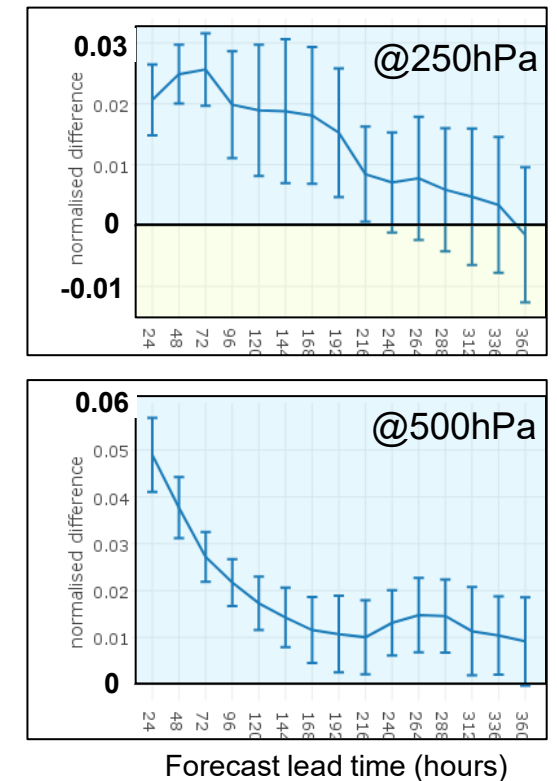 @250hPa
0.03
0.02
0.01
0
-0.01
normalised difference
24 48 72 96 120 144 168 192 216 240 264 288 312 336 360
@500hPa
0.06
0.05
0.04
0.03
0.02
0.01
0
normalised difference
24 48 72 96 120 144 168 192 216 240 264 288 312 336 360
Forecast lead time (hours)